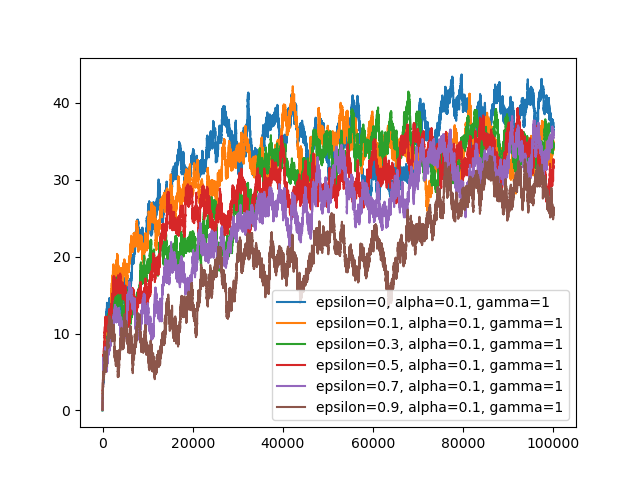 40
30
20
10
0
epsilon=0, alpha=0.1, gamma=1
epsilon=0.1, alpha=0.1, gamma=1
epsilon=0.3, alpha=0.1, gamma=1
epsilon=0.5, alpha=0.1, gamma=1
epsilon=0.7, alpha=0.1, gamma=1
epsilon=0.9, alpha=0.1, gamma=1
0 20000 40000 60000 80000 100000